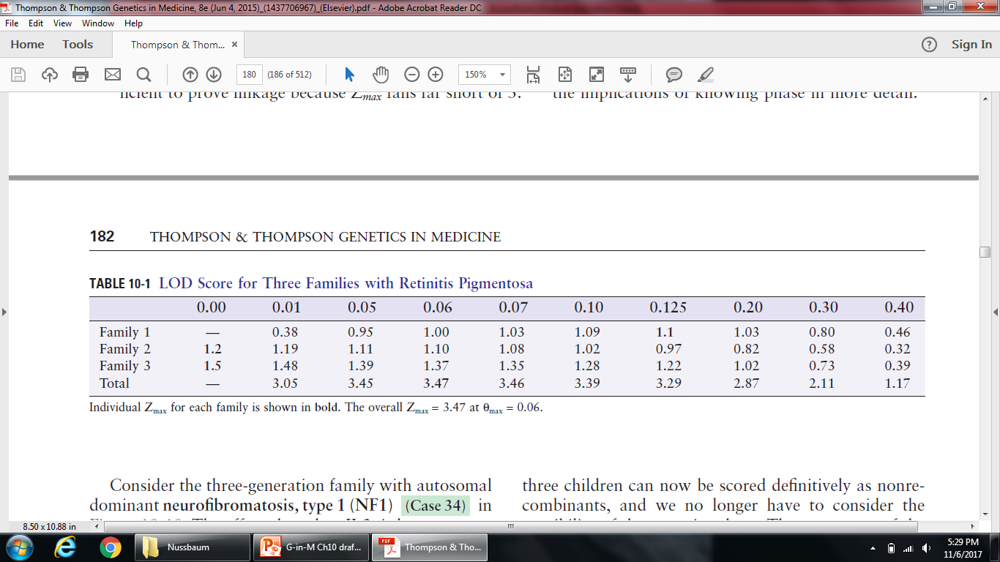 Thompson & Thompson Genetics in Medicine, 8e (Jun 4, 2015)_(1437706967)_(Elsevier).pdf - Adobe Acrobat Reader DC
File Edit View Window Help
Home Tools Thompson & Thom... × ? Sign In
180 (186 of 512) 150%
ficient to prove linkage because Zmax falls far short of 3. the implications of knowing phase in more detail.
182 THOMPSON & THOMPSON GENETICS IN MEDICINE
TABLE 10-1 LOD Score for Three Families with Retinitis Pigmentosa
0.00 0.01 0.05 0.06 0.07 0.10 0.125 0.20 0.30 0.40
Family 1 — 0.38 0.95 1.00 1.03 1.09 1.1 1.03 0.80 0.46
Family 2 1.2 1.19 1.11 1.10 1.08 1.02 0.97 0.82 0.58 0.32
Family 3 1.5 1.48 1.39 1.37 1.35 1.28 1.22 1.02 0.73 0.39
Total — 3.05 3.45 3.47 3.46 3.39 3.29 2.87 2.11 1.17
Individual Zmax for each family is shown in bold. The overall Zmax = 3.47 at θmax = 0.06.
Consider the three-generation family with autosomal
dominant neurofibromatosis, type 1 (NF1) (Case 34) in
three children can now be scored definitively as nonre-
combinants, and we no longer have to consider the
8.50 x 10.88 in
Nussbaum G-in-M Ch10 draf... PDF Thompson & Tho... 5:29 PM
11/6/2017